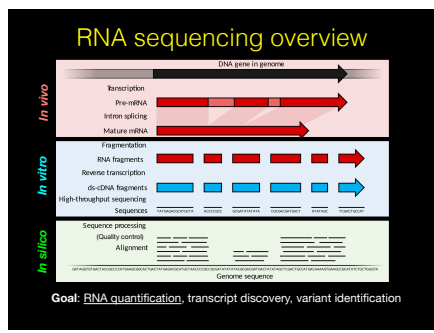 RNA sequencing overview
DNA gene in genome
In vivo
Transcription
Pre-mRNA
Intron splicing
Mature mRNA
In vitro
Fragmentation
RNA fragments
Reverse transcription
ds-cDNA fragments
High-throughput sequencing
Sequences
In silico
Sequence processing
(Quality control)
Alignment
Genome sequence
Goal: RNA quantification, transcript discovery, variant identification